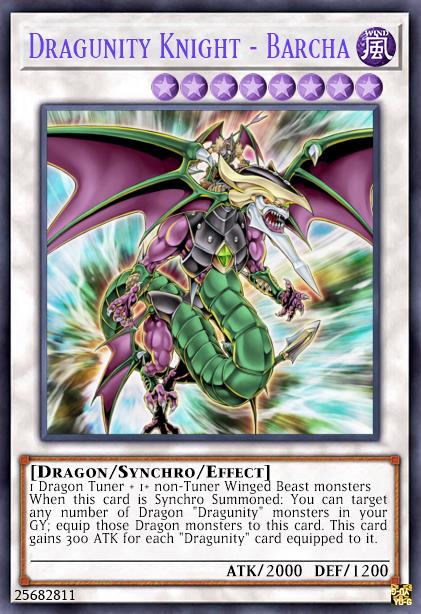 Dragunity Knight - Barcha
WIND
風
[Dragon/Synchro/Effect]
1 Dragon Tuner + 1+ non-Tuner Winged Beast monsters
When this card is Synchro Summoned: You can target
any number of Dragon "Dragunity" monsters in your
GY; equip those Dragon monsters to this card. This card
gains 300 ATK for each "Dragunity" card equipped to it.
ATK/2000 DEF/1200
25682811